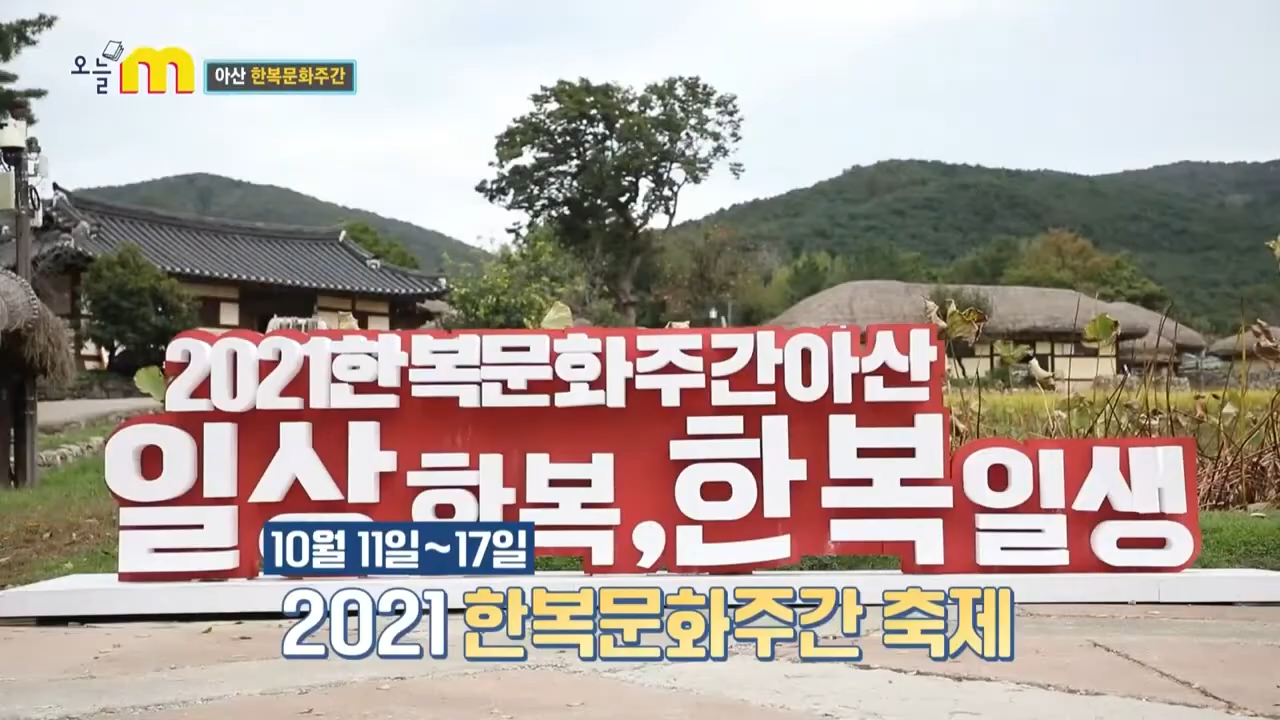 오늘 m
아산 한복문화주간
2021한복문화주간아산
일상한복, 한복일생
10월 11일~17일
2021 한복문화주간 축제